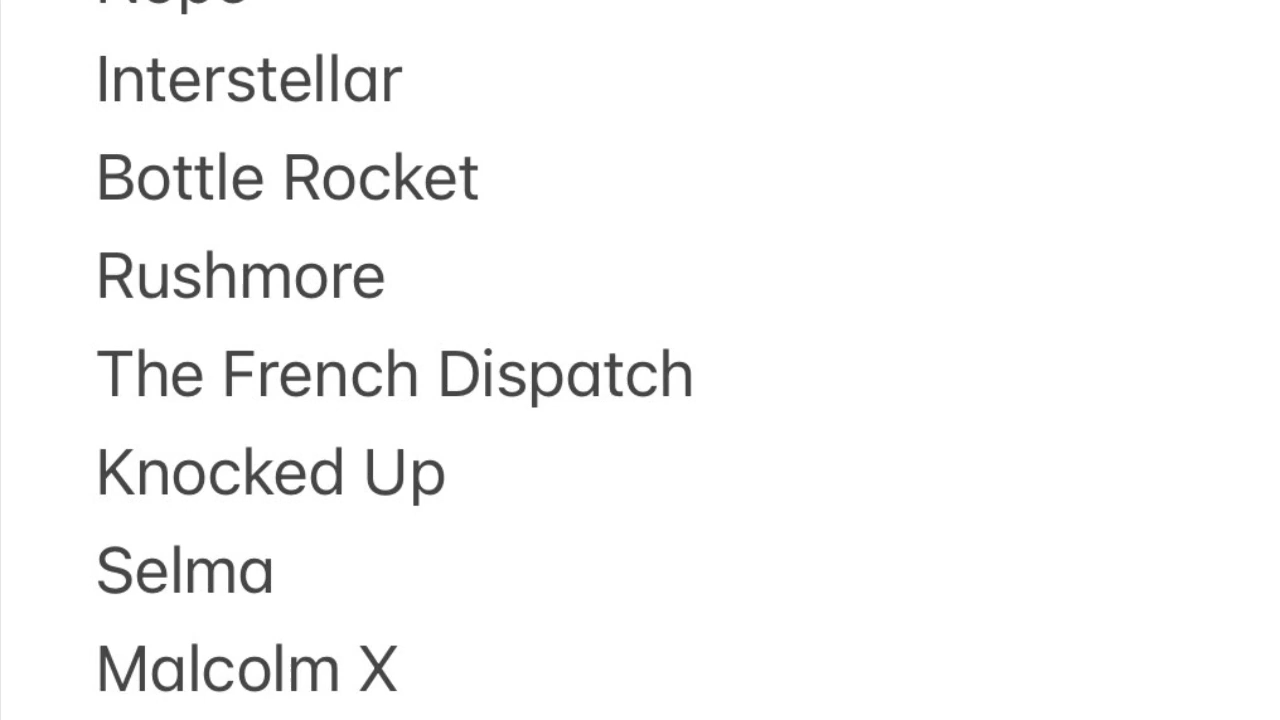 Interstellar
Bottle Rocket
Rushmore
The French Dispatch
Knocked Up
Selma
Malcolm X